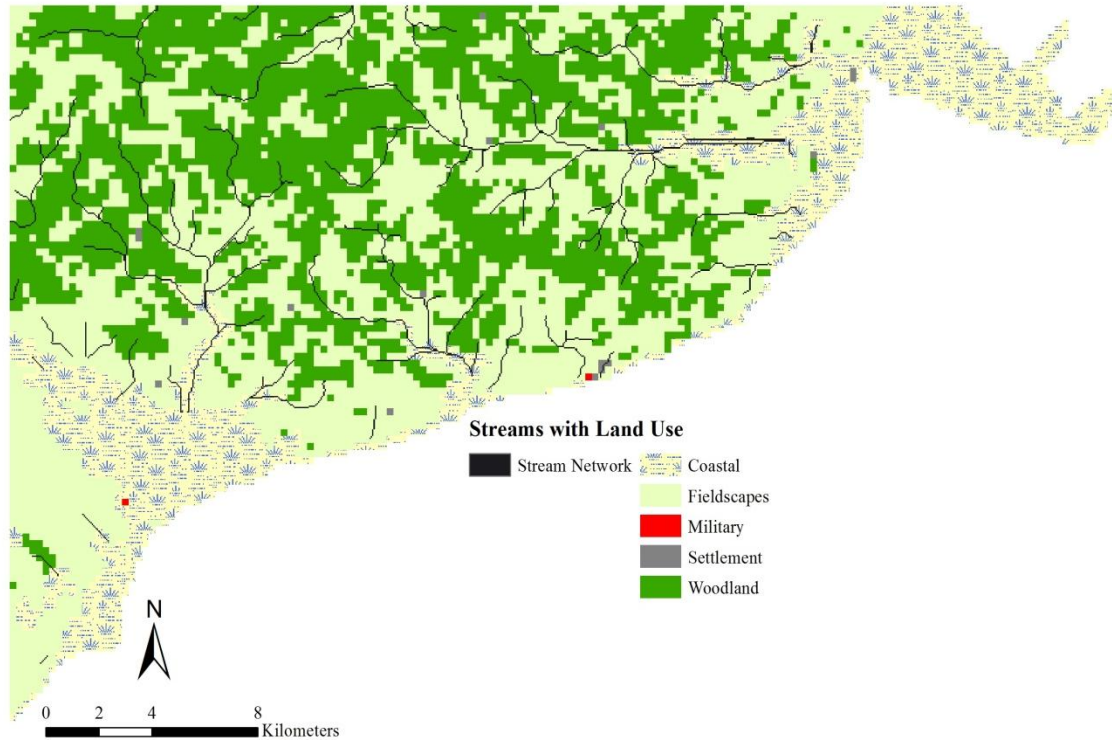 Streams with Land Use
Stream Network
Coastal
Fieldscapes
Military
Settlement
Woodland
N
0 2 4 8
Kilometers